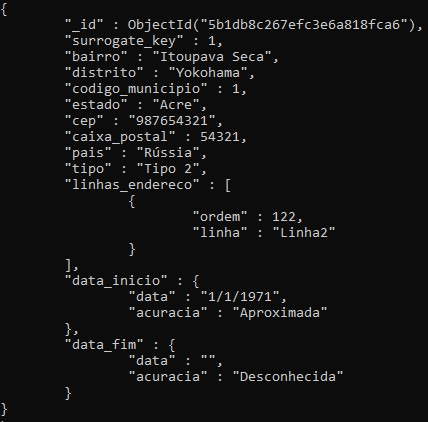 {
"_id" : ObjectId("5b1db8c267efc3e6a818fca6"),
"surrogate_key" : 1,
"bairro" : "Itoupava Seca",
"distrito" : "Yokohama",
"codigo_municipio" : 1,
"estado" : "Acre",
"cep" : "987654321",
"caixa_postal" : 54321,
"pais" : "Rússia",
"tipo" : "Tipo 2",
"linhas_endereco" : [
{
"ordem" : 122,
"linha" : "Linha2"
}
],
"data_inicio" : {
"data" : "1/1/1971",
"acuracia" : "Aproximada"
},
"data_fim" : {
"data" : "",
"acuracia" : "Desconhecida"
}
}